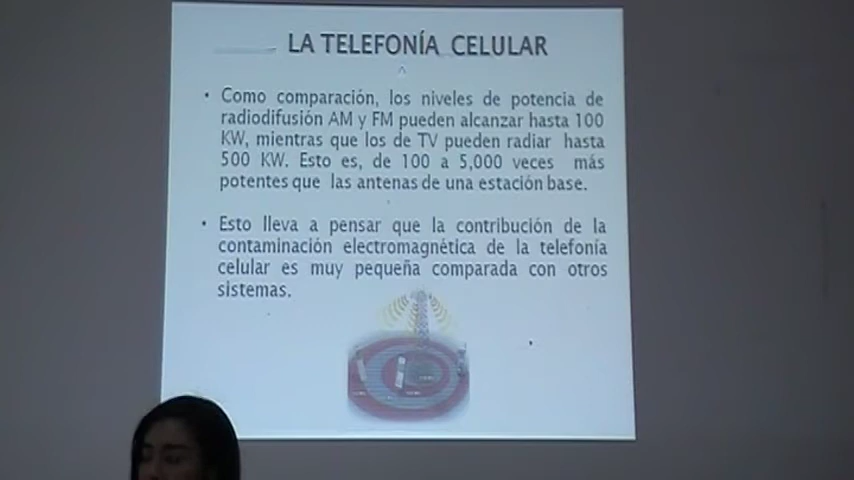 LA TELEFONÍA CELULAR
• Como comparación, los niveles de potencia de
radiodifusión AM y FM pueden alcanzar hasta 100
KW, mientras que los de TV pueden radiar hasta
500 KW. Esto es, de 100 a 5,000 veces más
potentes que las antenas de una estación base.
• Esto lleva a pensar que la contribución de la
contaminación electromagnética de la telefonía
celular es muy pequeña comparada con otros
sistemas.